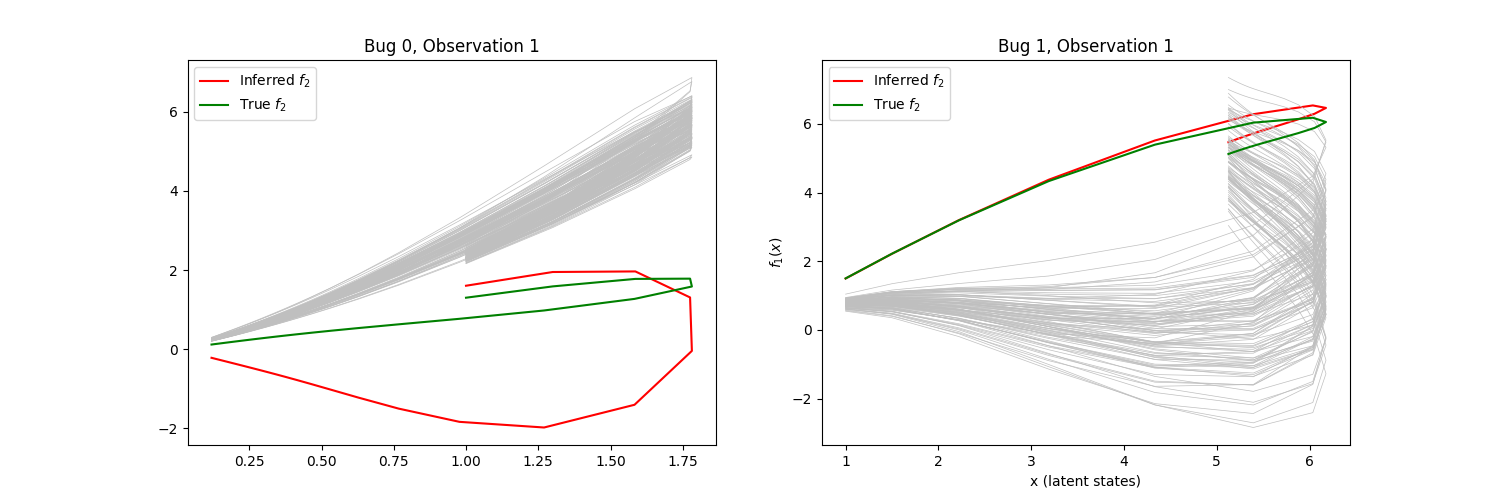 Bug 0, Observation 1
Inferred f₂
True f₂
6
4
2
0
−2
0.25 0.50 0.75 1.00 1.25 1.50 1.75
Bug 1, Observation 1
Inferred f₂
True f₂
f₁(x)
6
4
2
0
−2
1 2 3 4 5 6
x (latent states)